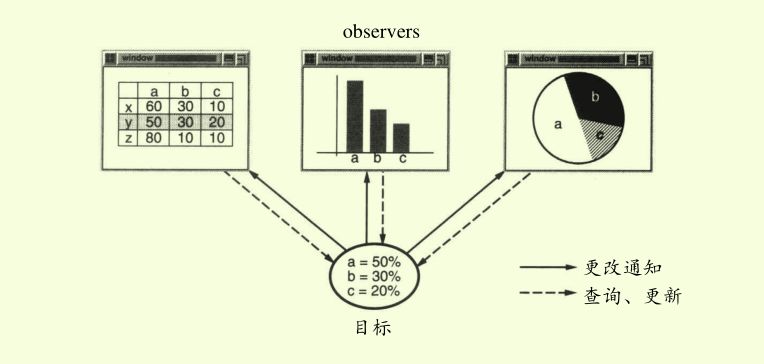 observers
window
window
window
a b c
x 60 30 10
y 50 30 20
z 80 10 10
a b c
a
b
c
a = 50%
b = 30%
c = 20%
目标
更改通知
查询、更新